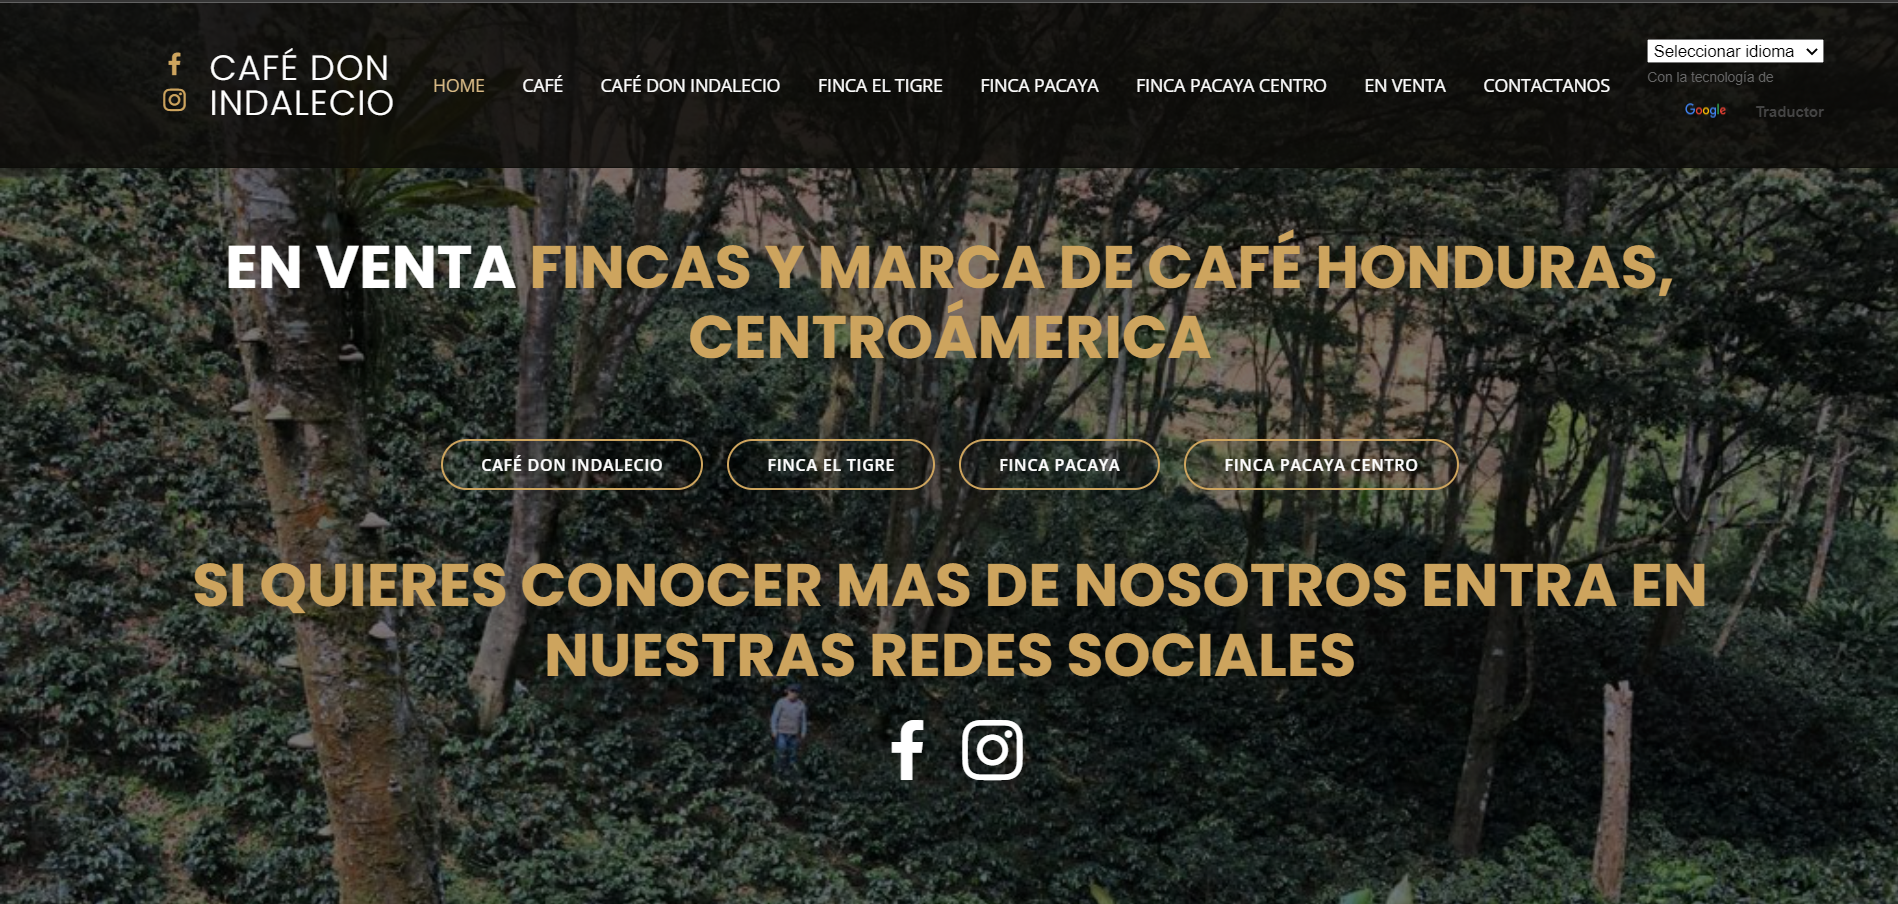 CAFÉ DON
INDALECIO
HOME
CAFÉ
CAFÉ DON INDALECIO
FINCA EL TIGRE
FINCA PACAYA
FINCA PACAYA CENTRO
EN VENTA
CONTACTANOS
Seleccionar idioma
Con la tecnología de
Google Traductor
EN VENTA FINCAS Y MARCA DE CAFÉ HONDURAS,
CENTROÁMERICA
CAFÉ DON INDALECIO
FINCA EL TIGRE
FINCA PACAYA
FINCA PACAYA CENTRO
SI QUIERES CONOCER MAS DE NOSOTROS ENTRA EN
NUESTRAS REDES SOCIALES